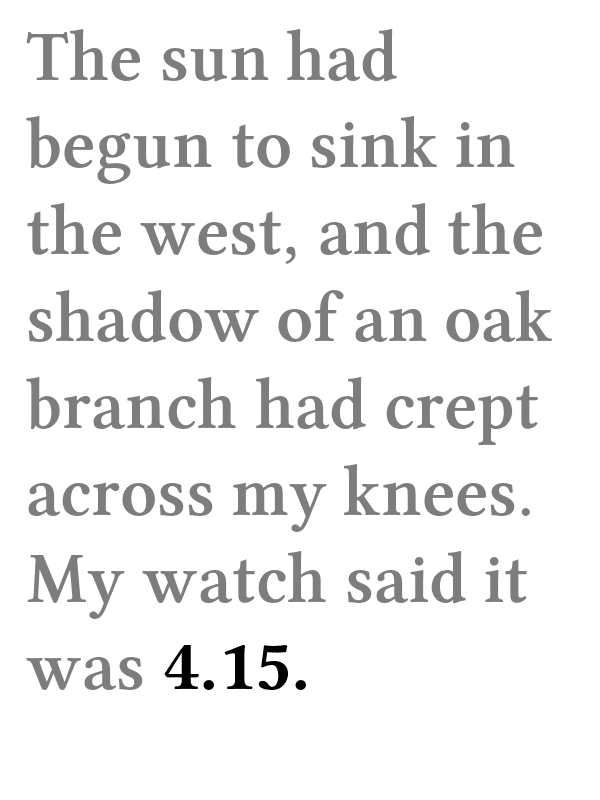 The sun had
begun to sink in
the west, and the
shadow of an oak
branch had crept
across my knees.
My watch said it
was 4.15.